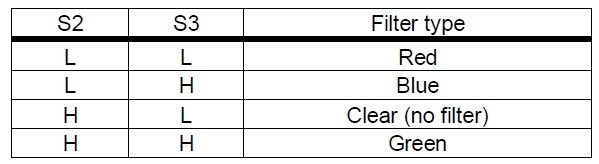 S2 S3 Filter type
L L Red
L H Blue
H L Clear (no filter)
H H Green